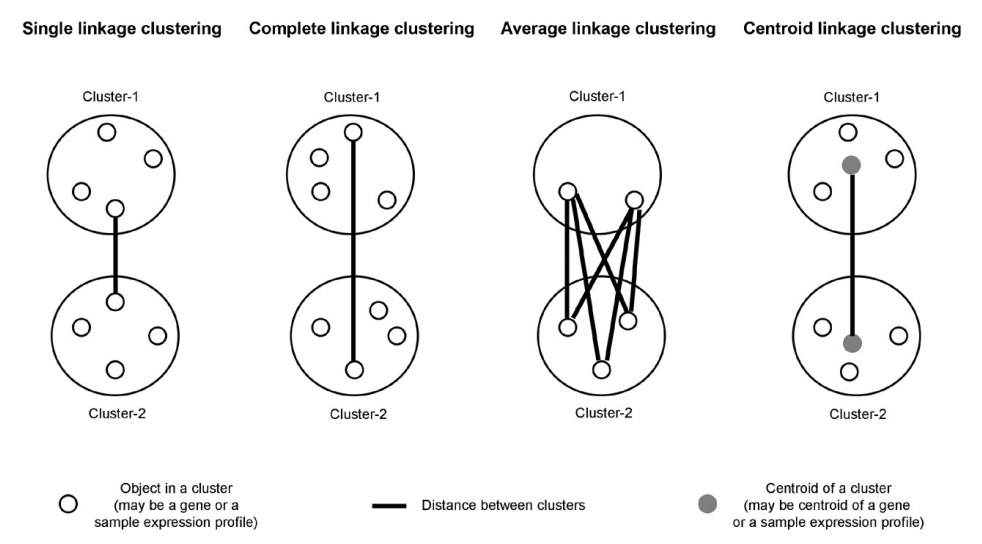 Single linkage clustering
Complete linkage clustering
Average linkage clustering
Centroid linkage clustering
Cluster-1
Cluster-1
Cluster-1
Cluster-1
Cluster-2
Cluster-2
Cluster-2
Cluster-2
Object in a cluster
(may be a gene or a
sample expression profile)
Distance between clusters
Centroid of a cluster
(may be centroid of a gene
or a sample expression profile)